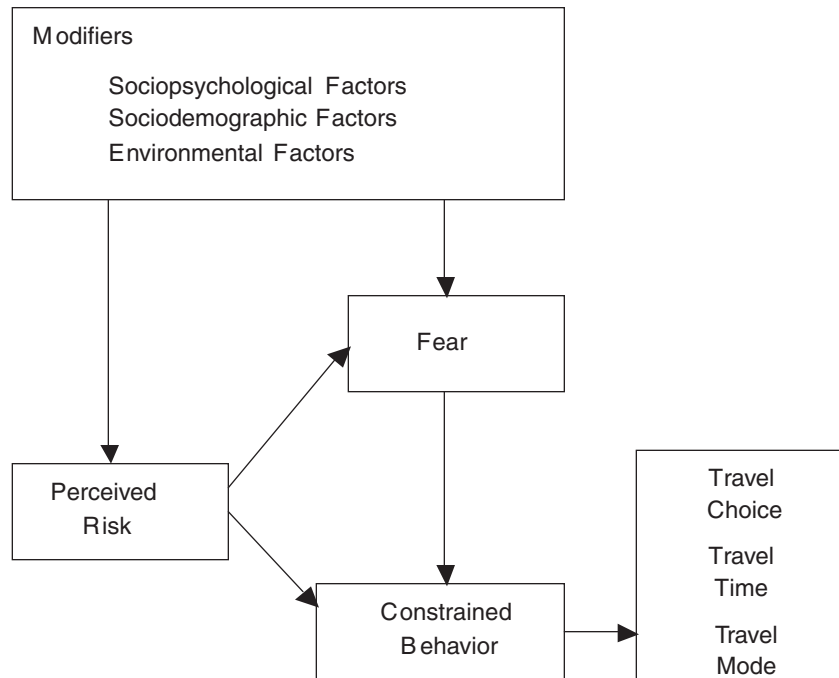 Modifiers
Sociopsychological Factors
Sociodemographic Factors
Environmental Factors
Fear
Perceived
Risk
Travel
Choice
Travel
Time
Travel
Mode
Constrained
Behavior